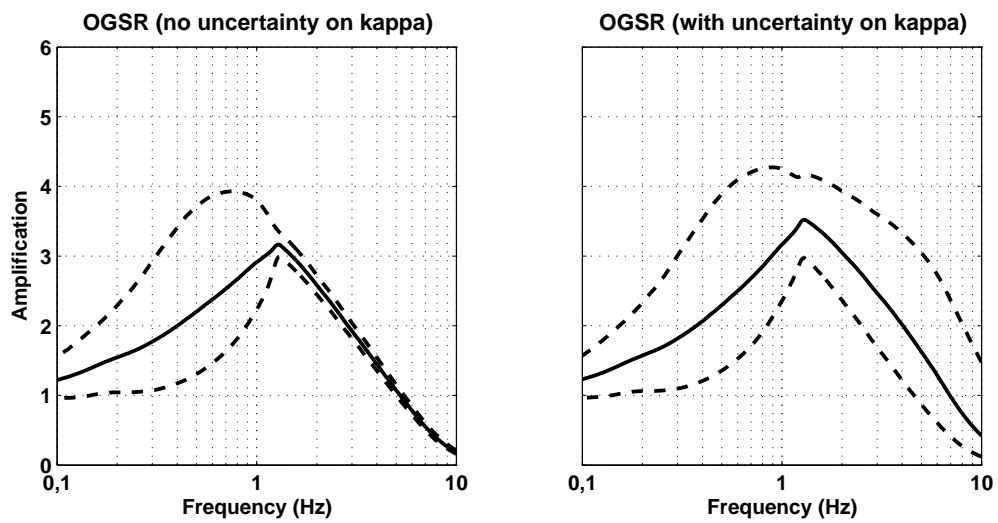 OGSR (no uncertainty on kappa)
6
5
4
3
2
1
0
0,1
1
10
Frequency (Hz)
Amplification
OGSR (with uncertainty on kappa)
0,1
1
10
Frequency (Hz)